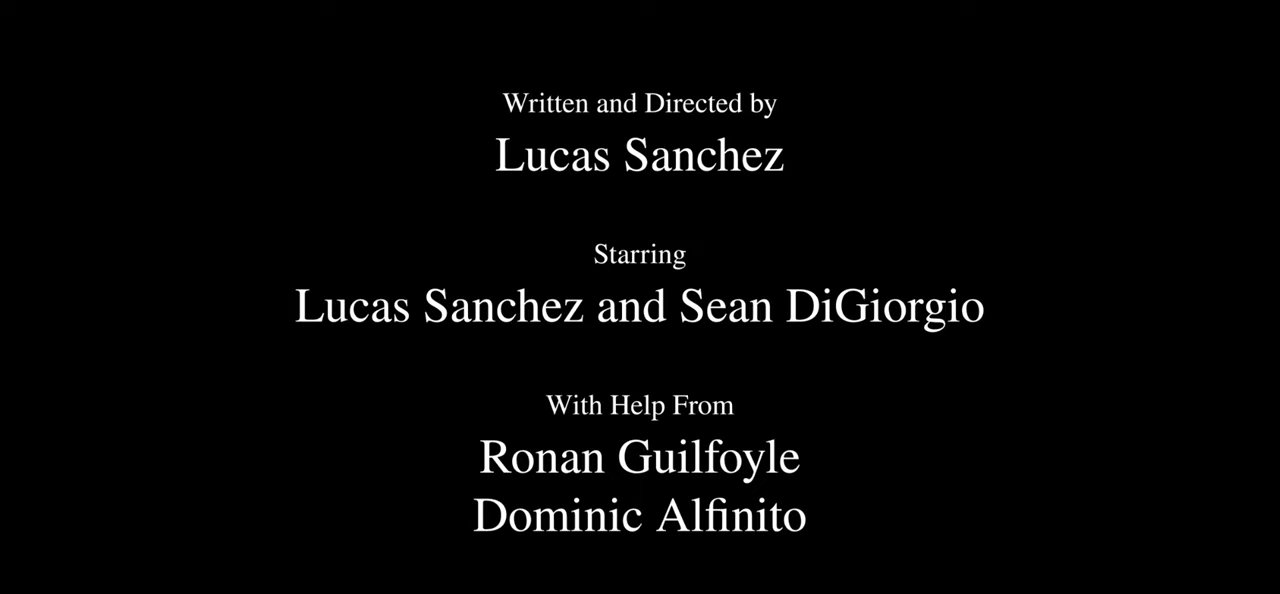 Written and Directed by
Lucas Sanchez
Starring
Lucas Sanchez and Sean DiGiorgio
With Help From
Ronan Guilfoyle
Dominic Alfinito